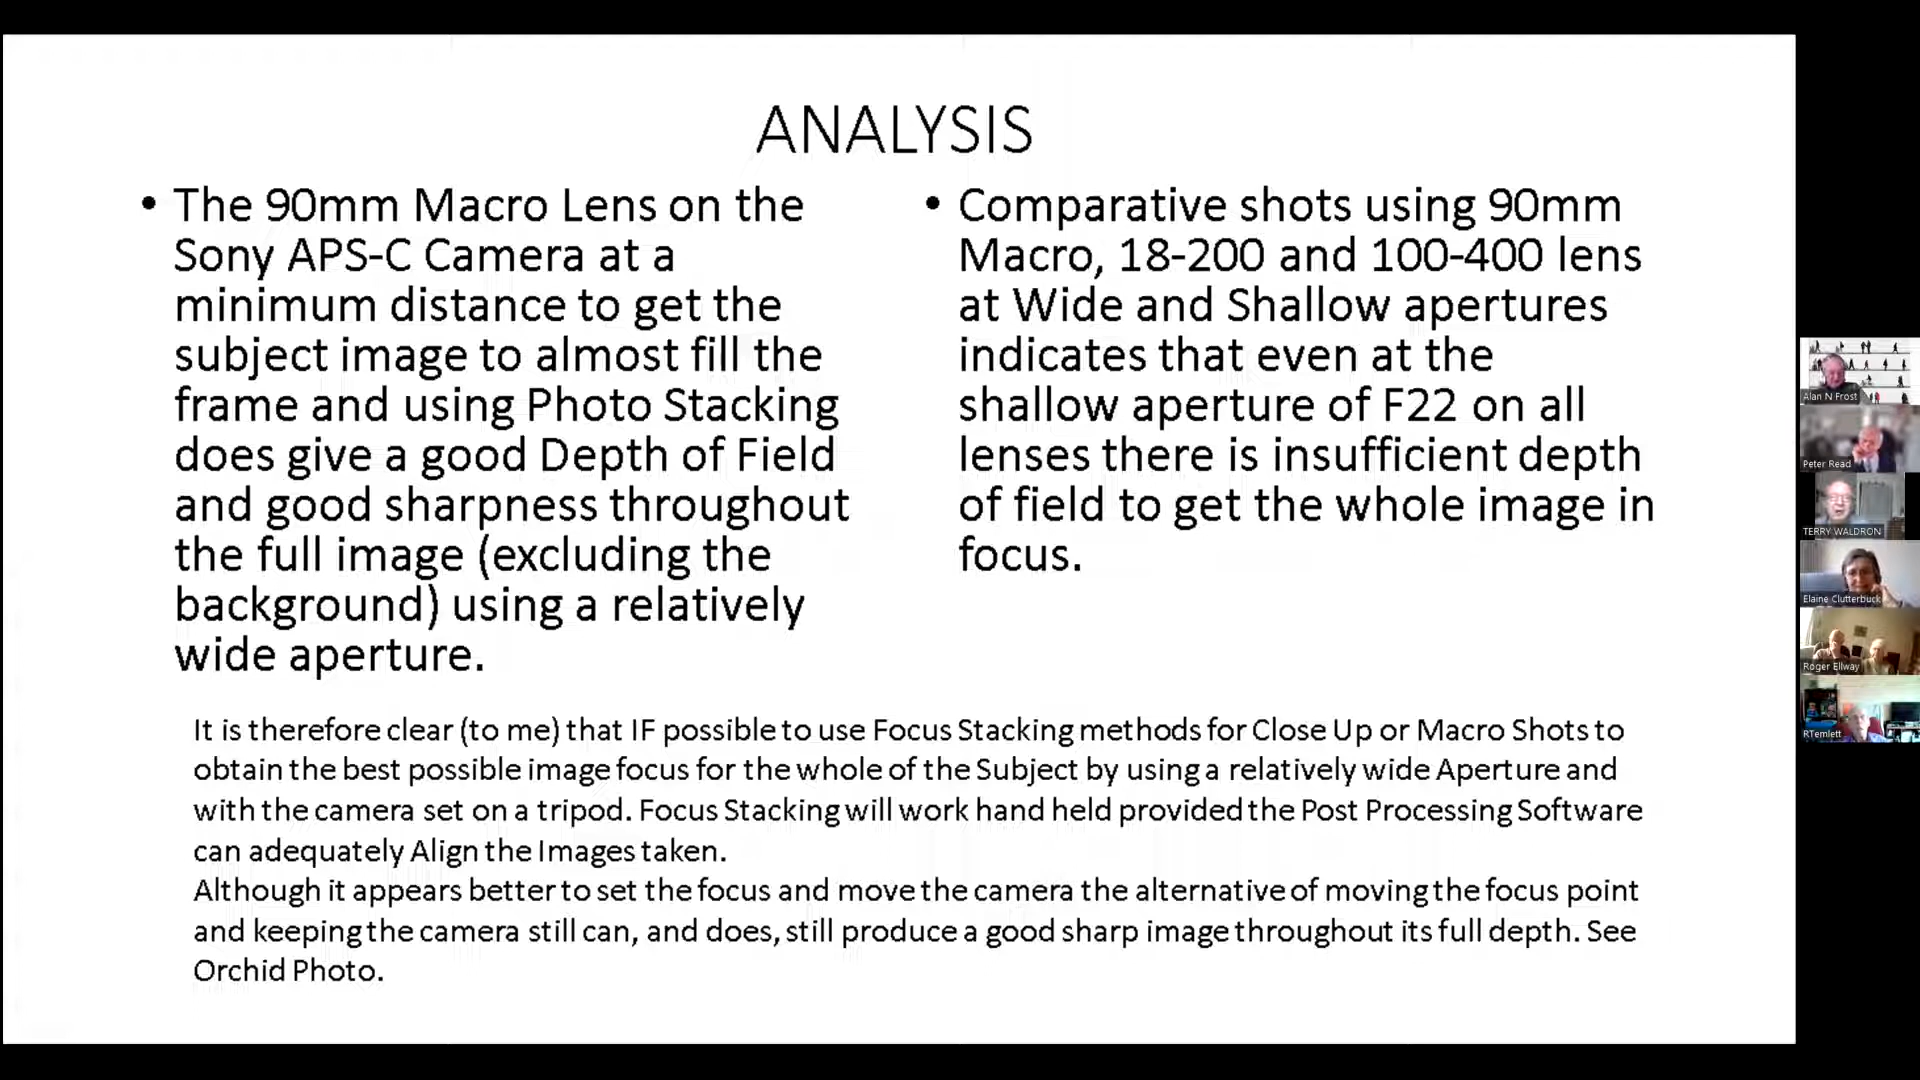 ANALYSIS
• The 90mm Macro Lens on the
Sony APS-C Camera at a
minimum distance to get the
subject image to almost fill the
frame and using Photo Stacking
does give a good Depth of Field
and good sharpness throughout
the full image (excluding the
background) using a relatively
wide aperture.
• Comparative shots using 90mm
Macro, 18-200 and 100-400 lens
at Wide and Shallow apertures
indicates that even at the
shallow aperture of F22 on all
lenses there is insufficient depth
of field to get the whole image in
focus.
It is therefore clear (to me) that IF possible to use Focus Stacking methods for Close Up or Macro Shots to
obtain the best possible image focus for the whole of the Subject by using a relatively wide Aperture and
with the camera set on a tripod. Focus Stacking will work hand held provided the Post Processing Software
can adequately Align the Images taken.
Although it appears better to set the focus and move the camera the alternative of moving the focus point
and keeping the camera still can, and does, still produce a good sharp image throughout its full depth. See
Orchid Photo.
Alan N Frost
Peter Read
TERRY WALDRON
Elaine Clutterbuck
Roger Ellway
RTemlett